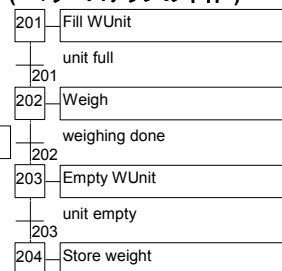 201 Fill WUnit
unit full
201
202 Weigh
weighing done
202
203 Empty WUnit
unit empty
203
204 Store weight